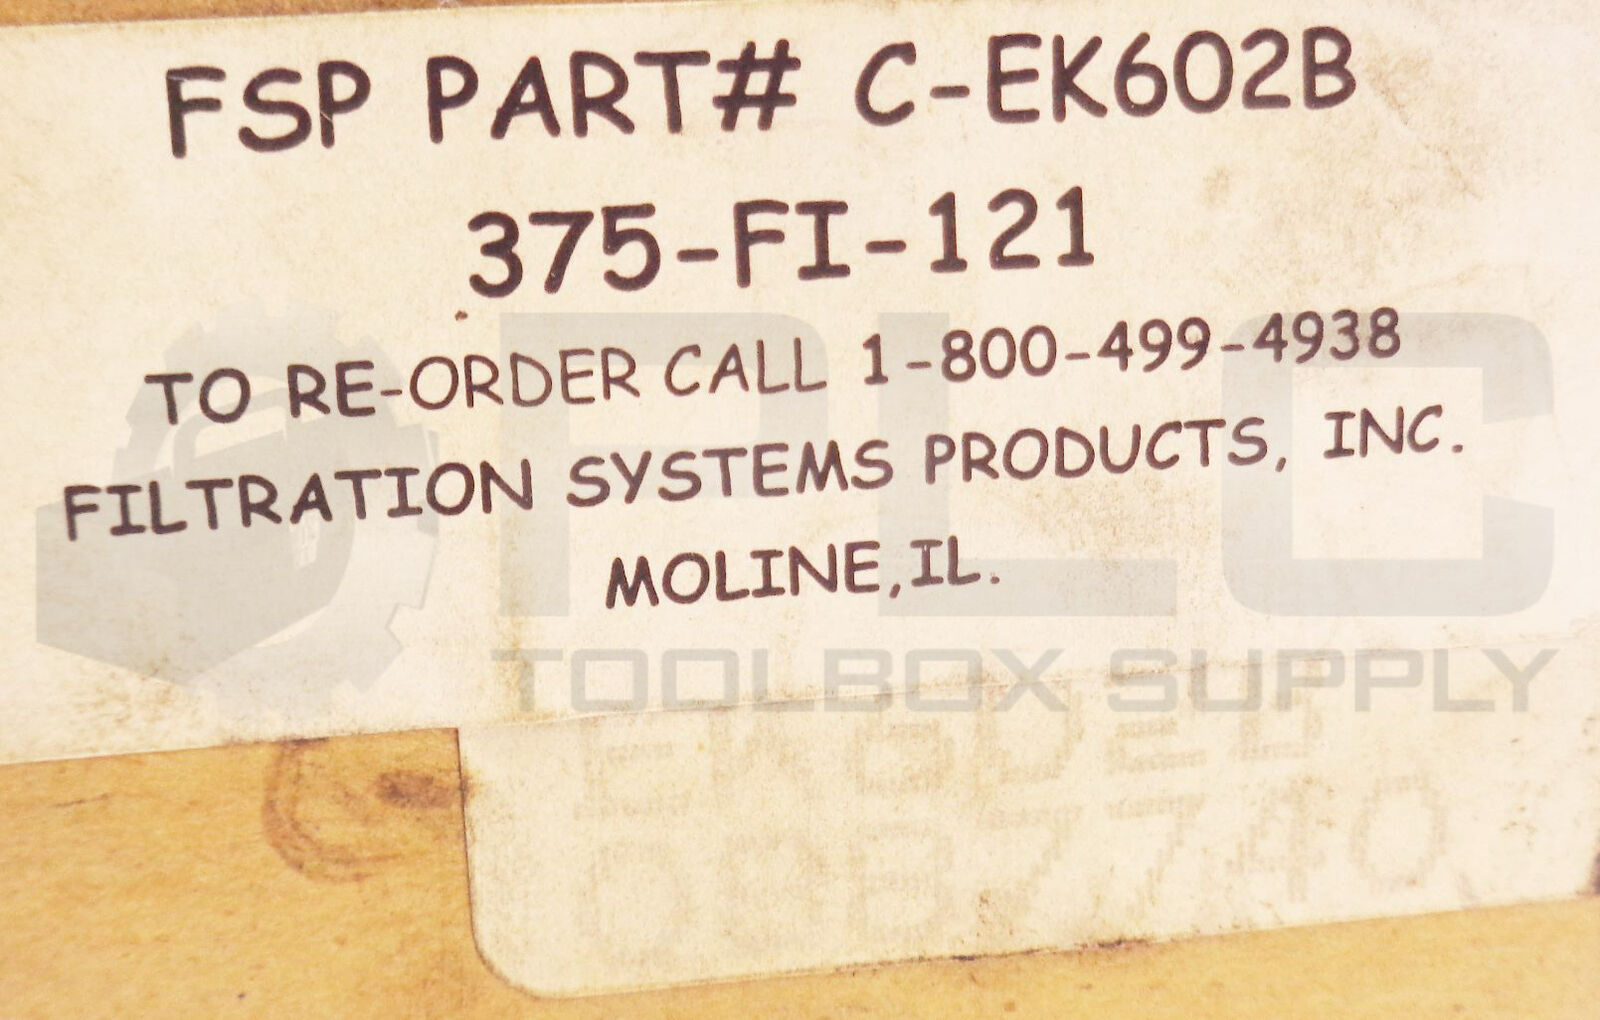 FSP PART# C-EK602B
375-FI-121
TO RE-ORDER CALL 1-800-499-4938
FILTRATION SYSTEMS PRODUCTS, INC.
MOLINE,IL.
PLC
TOOLBOX SUPPLY